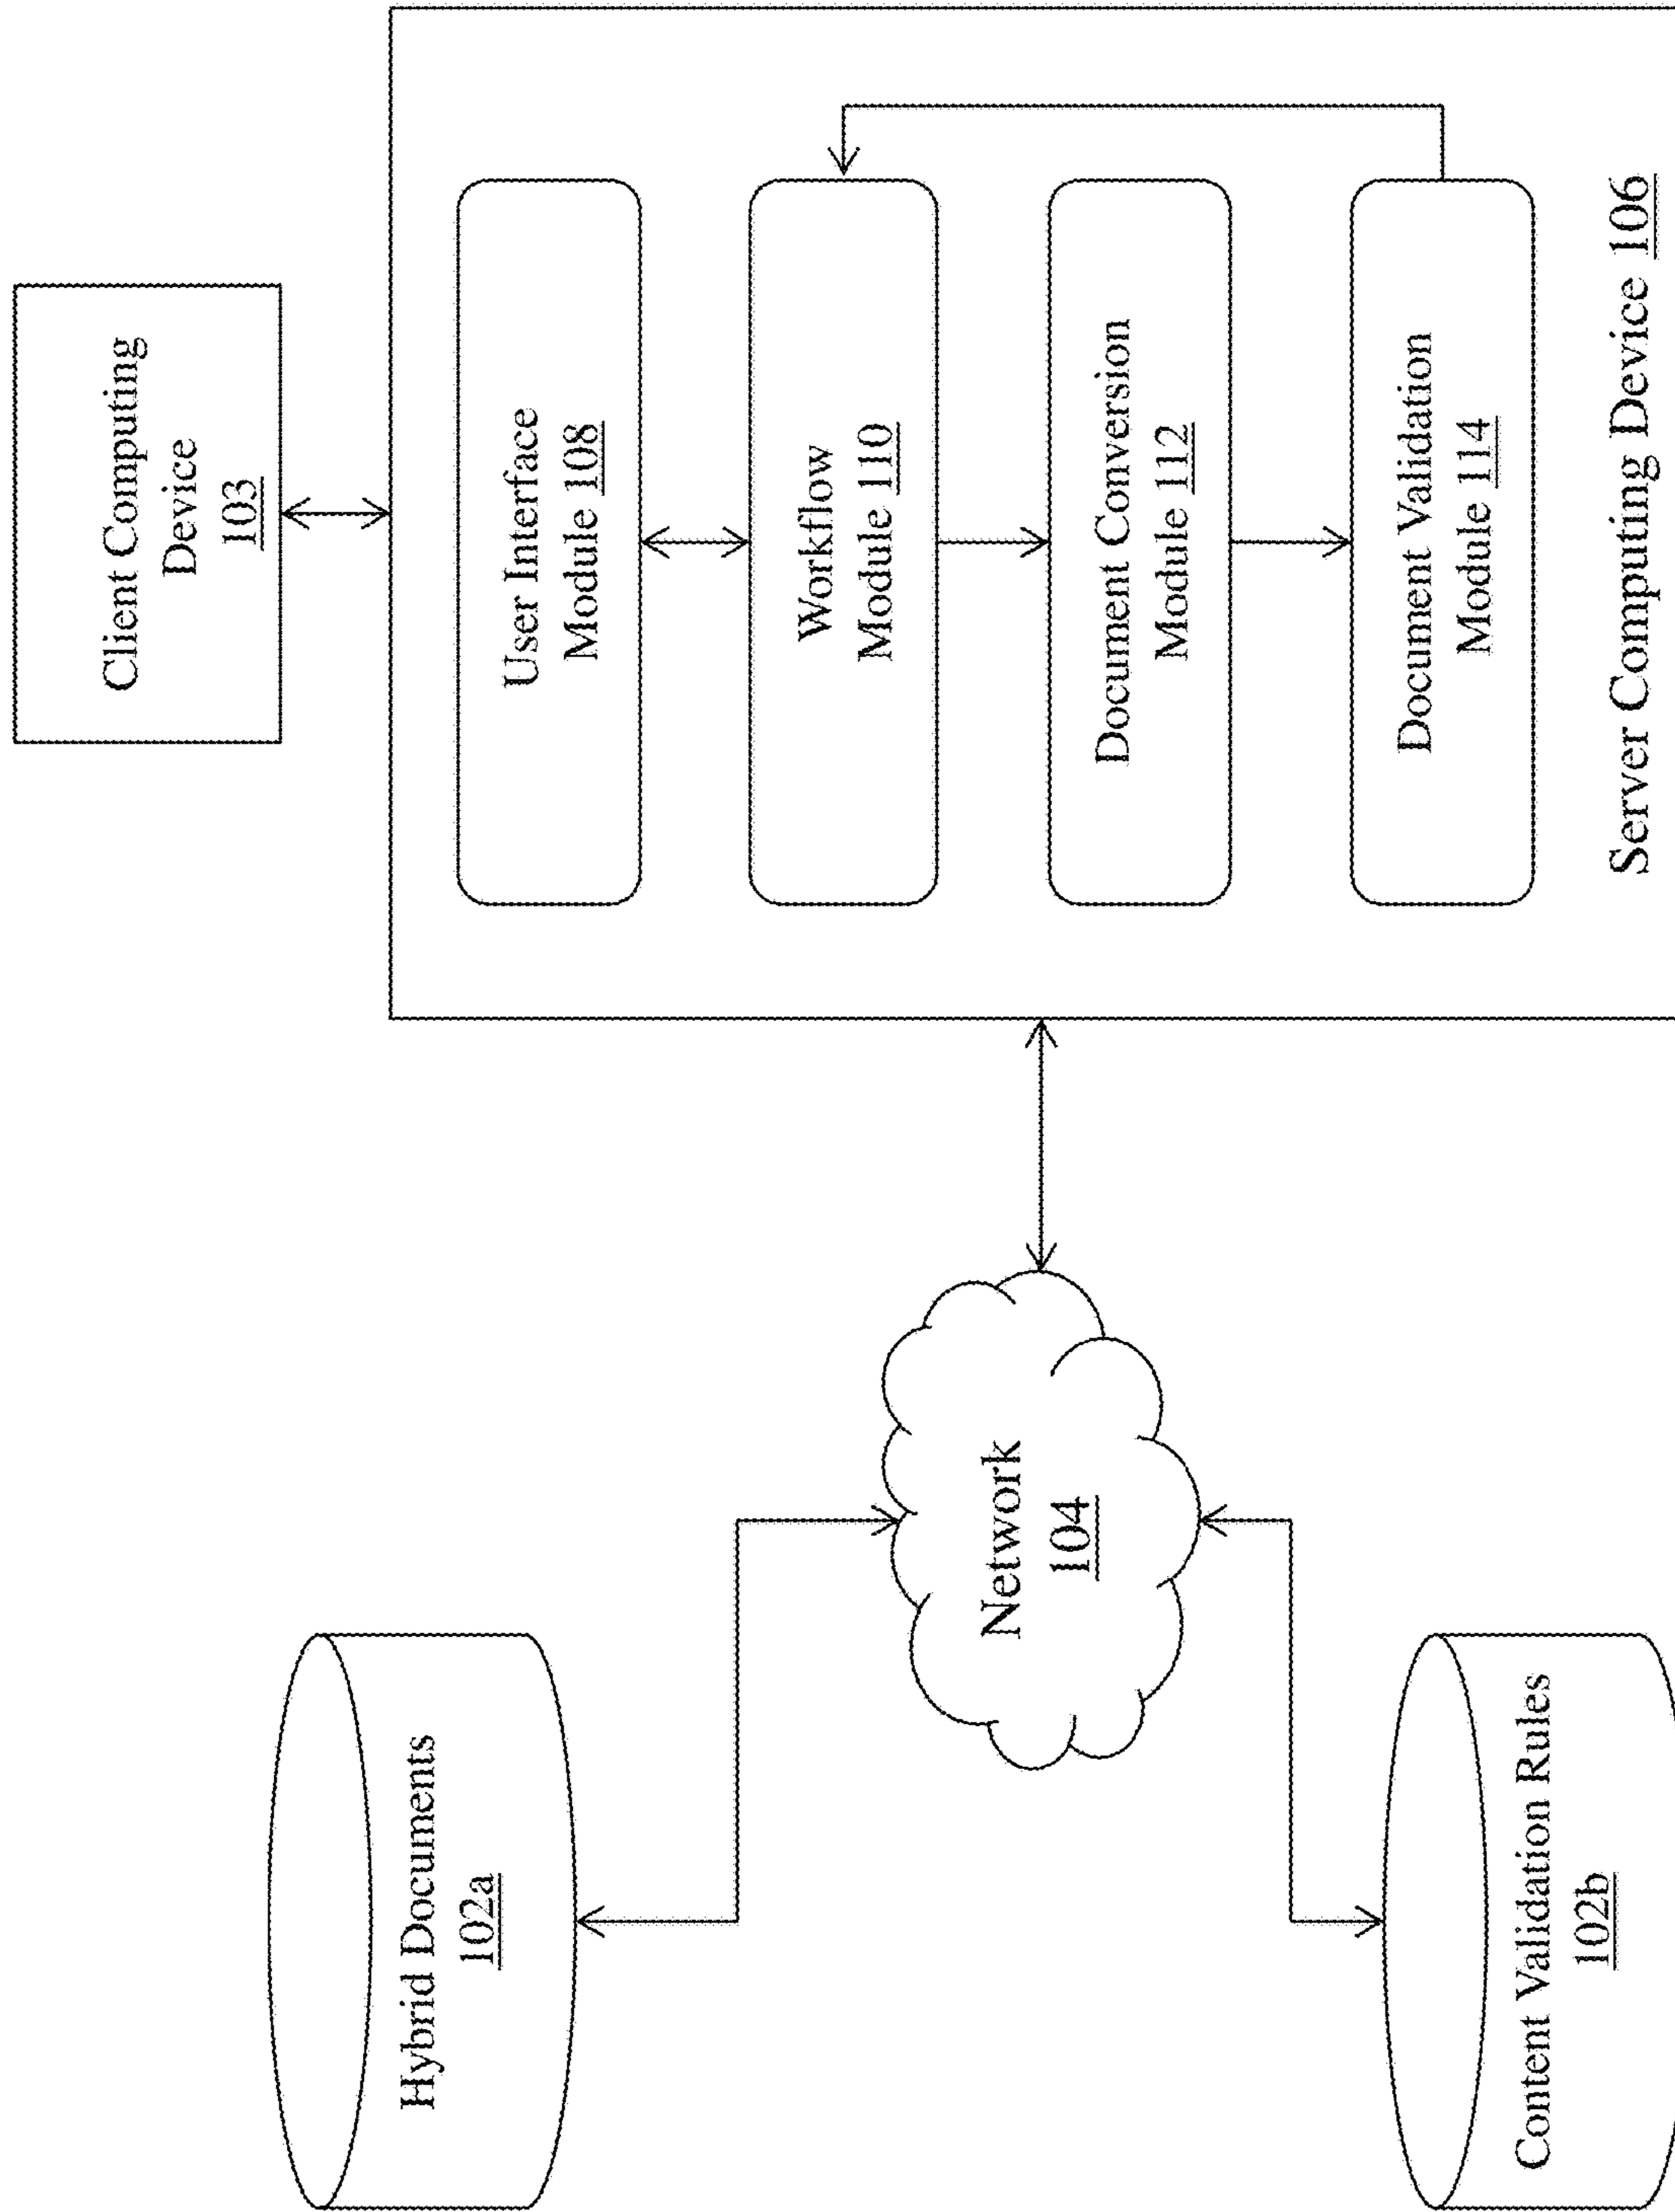 Hybrid Documents
102a
Content Validation Rules
102b
Network
104
Client Computing
Device
103
User Interface
Module 108
Workflow
Module 110
Document Conversion
Module 112
Document Validation
Module 114
Server Computing Device 106